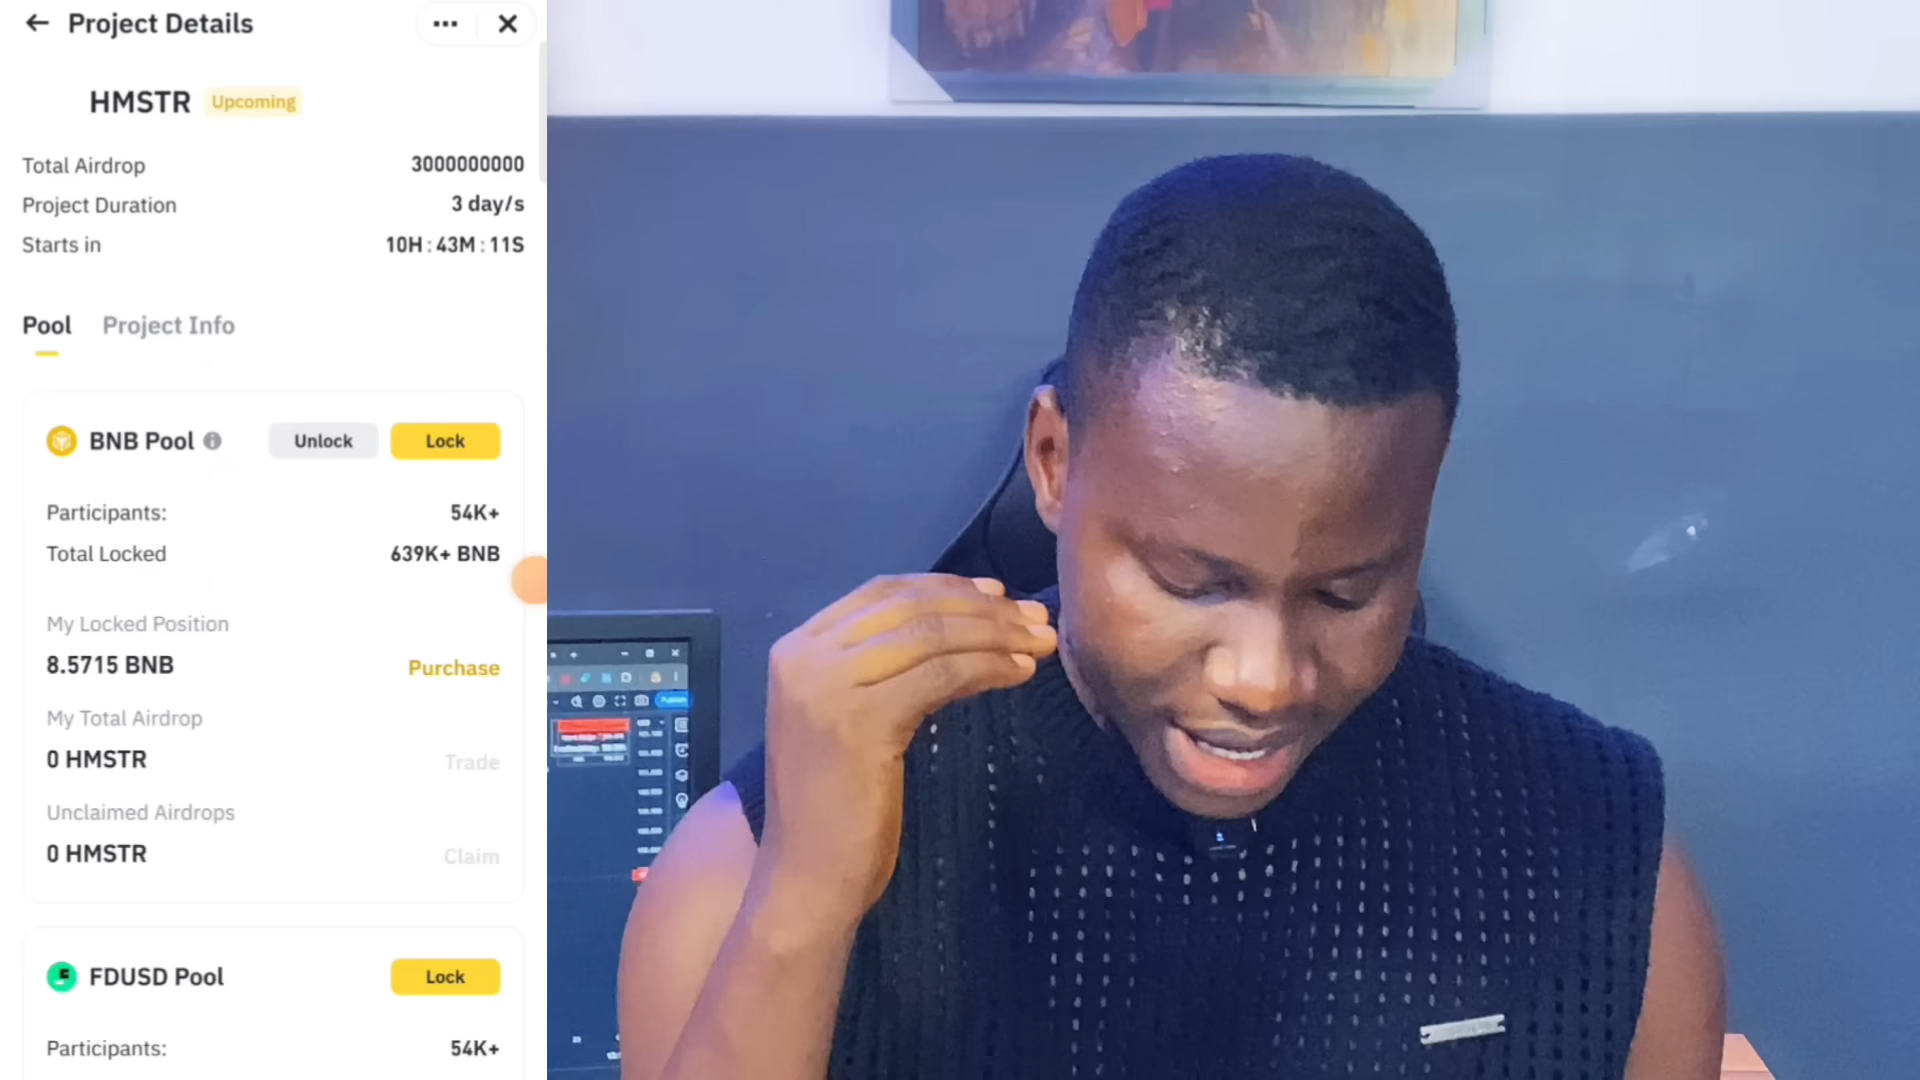 Project Details
HMSTR Upcoming
Total Airdrop 3000000000
Project Duration 3 day/s
Starts in 10H : 43M : 11S
Pool Project Info
BNB Pool Unlock Lock
Participants: 54K+
Total Locked 639K+ BNB
My Locked Position
8.5715 BNB Purchase
My Total Airdrop
0 HMSTR Trade
Unclaimed Airdrops
0 HMSTR Claim
FDUSD Pool Lock
Participants: 54K+
Publish